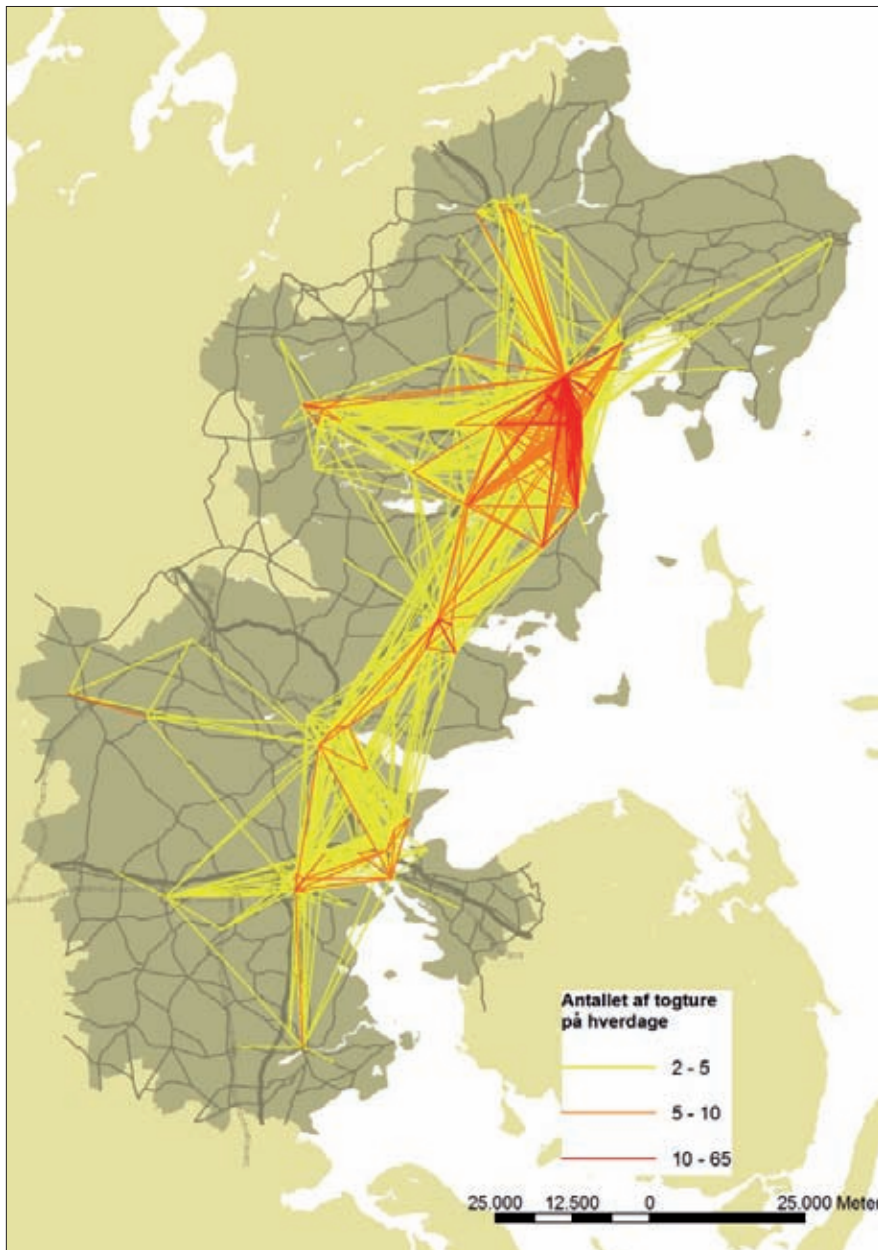 Antallet af togture
på hverdage
2 - 5
5 - 10
10 - 65
25.000 12.500 0 25.000 Meter